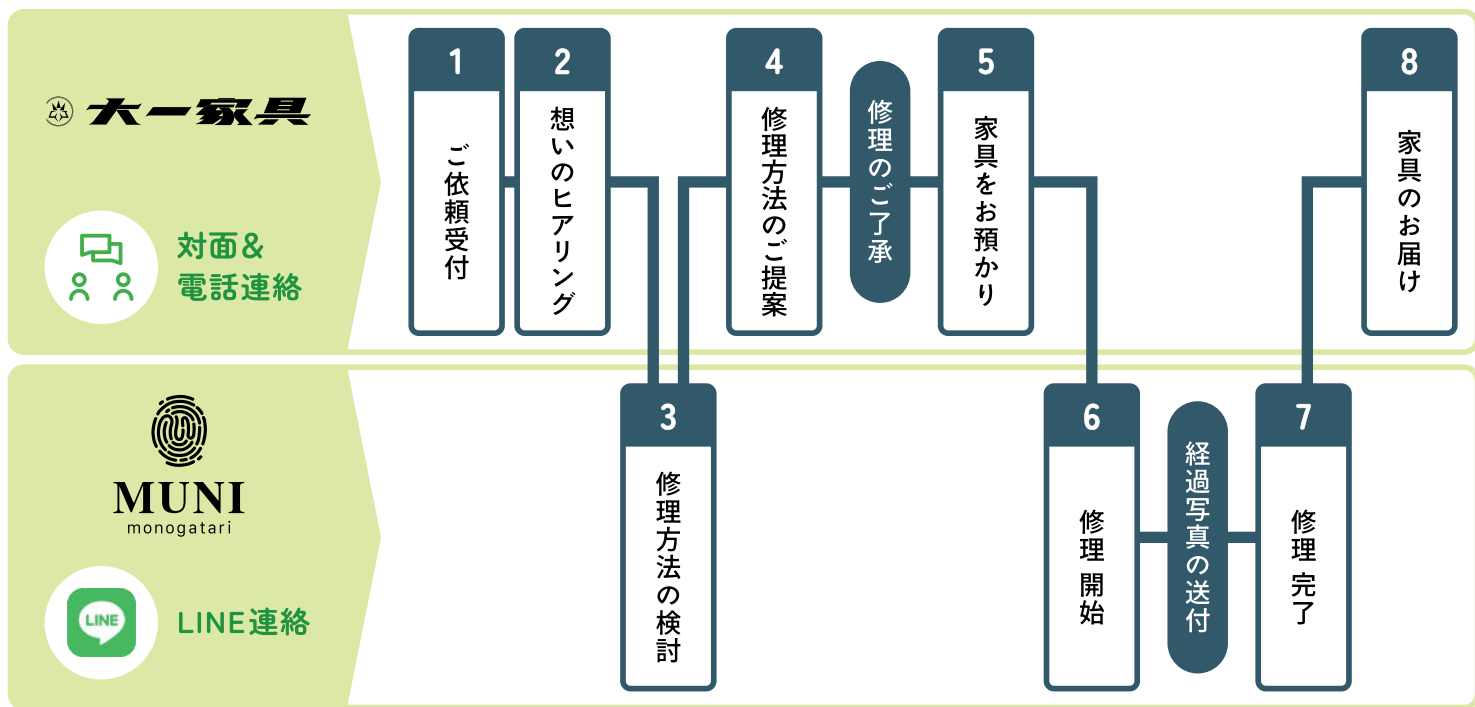 大一家具
対面&
電話連絡
1
ご依頼受付
2
想いのヒアリング
4
修理方法のご提案
修理のご了承
5
家具をお預かり
8
家具のお届け
MUNI
monogatari
LINE
LINE連絡
3
修理方法の検討
6
修理 開始
経過写真の送付
7
修理 完了